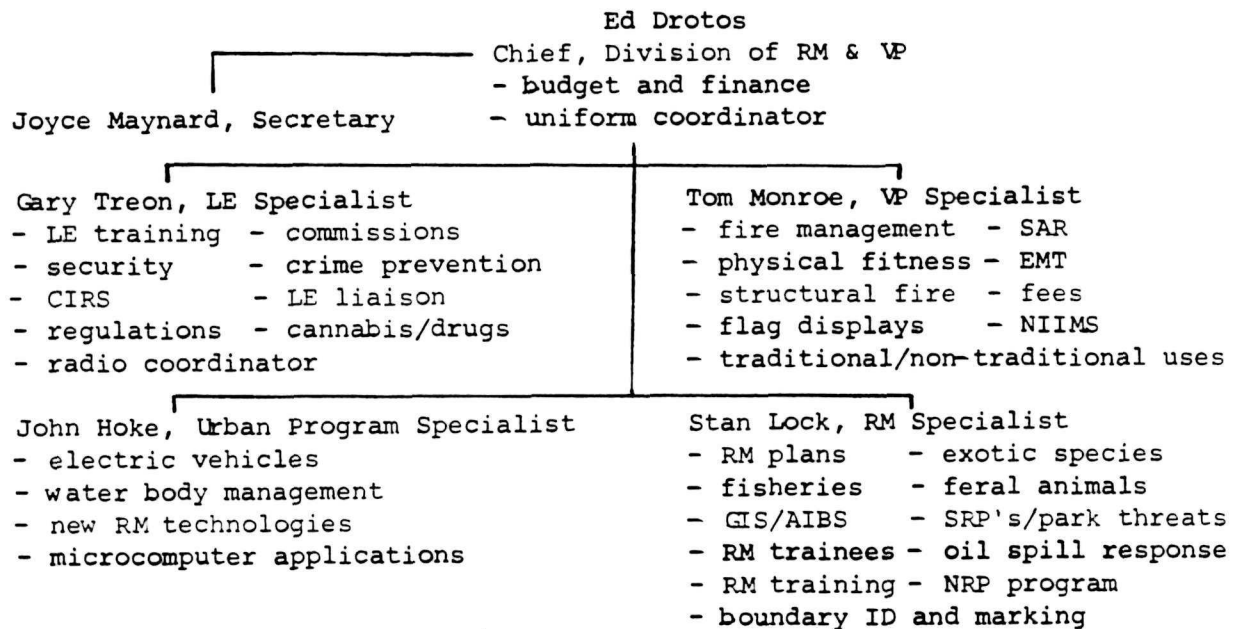 Ed Drotos
Chief, Division of RM & VP
- budget and finance
- uniform coordinator
Joyce Maynard, Secretary
Gary Treon, LE Specialist
- LE training - commissions
- security - crime prevention
- CIRS - LE liaison
- regulations - cannabis/drugs
- radio coordinator
Tom Monroe, VP Specialist
- fire management - SAR
- physical fitness - EMT
- structural fire - fees
- flag displays - NIIMS
- traditional/non-traditional uses
John Hoke, Urban Program Specialist
- electric vehicles
- water body management
- new RM technologies
- microcomputer applications
Stan Lock, RM Specialist
- RM plans - exotic species
- fisheries - feral animals
- GIS/AIBS - SRP's/park threats
- RM trainees - oil spill response
- RM training - NRP program
- boundary ID and marking